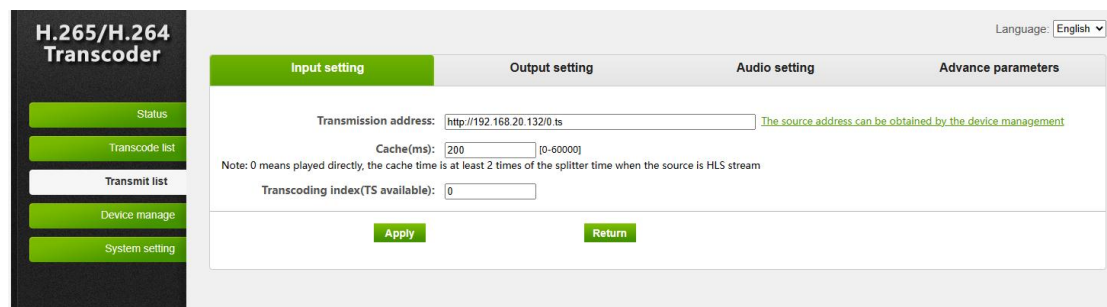 H.265/H.264
Transcoder
Language: English
Input setting
Output setting
Audio setting
Advance parameters
Status
Transcode list
Transmit list
Device manage
System setting
Transmission address: http://192.168.20.132/0.ts The source address can be obtained by the device management
Cache(ms): 200 [0-60000]
Note: 0 means played directly, the cache time is at least 2 times of the splitter time when the source is HLS stream
Transcoding index(TS available): 0
Apply
Return